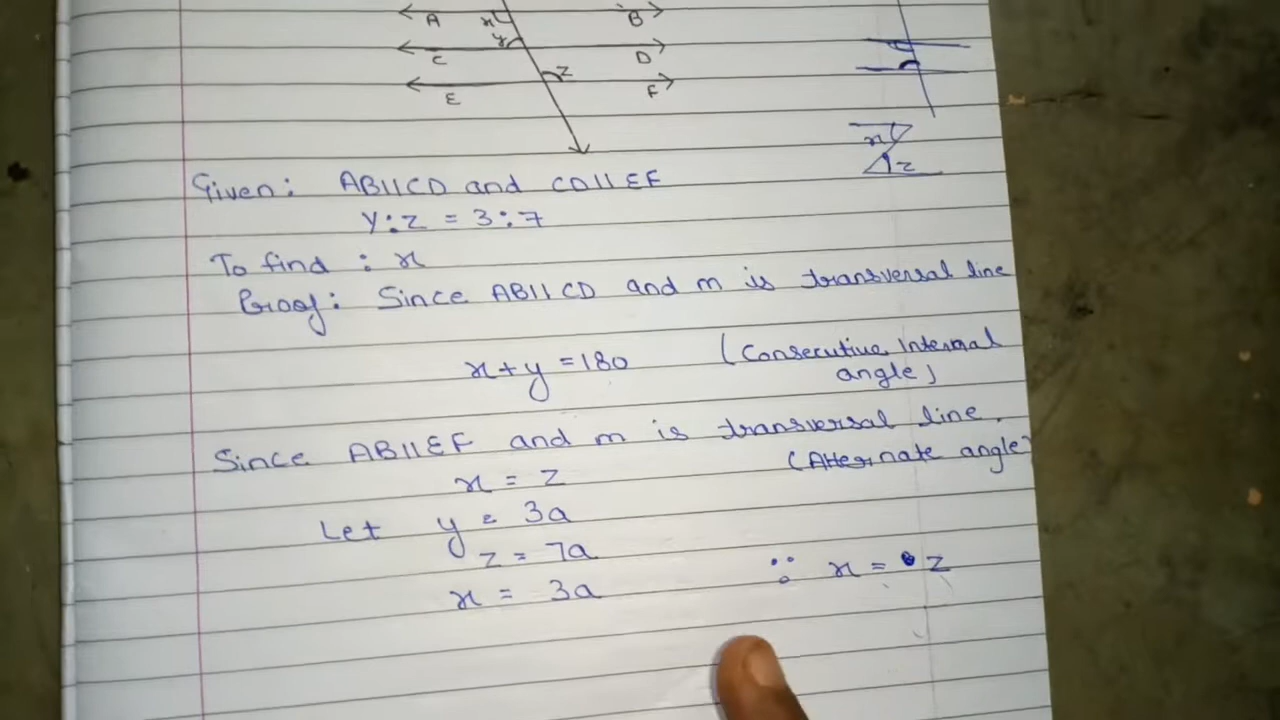 A x B
y
C D
z
E F
x
z
Given: AB||CD and CD||EF
y:z = 3:7
To find : x
Proof: Since AB||CD and m is transversal line
x+y=180 (Consecutive Internal
angle)
Since AB||EF and m is transversal line.
x = z (Alternate angle)
Let y = 3a
z = 7a
x = 3a ∵ x = z